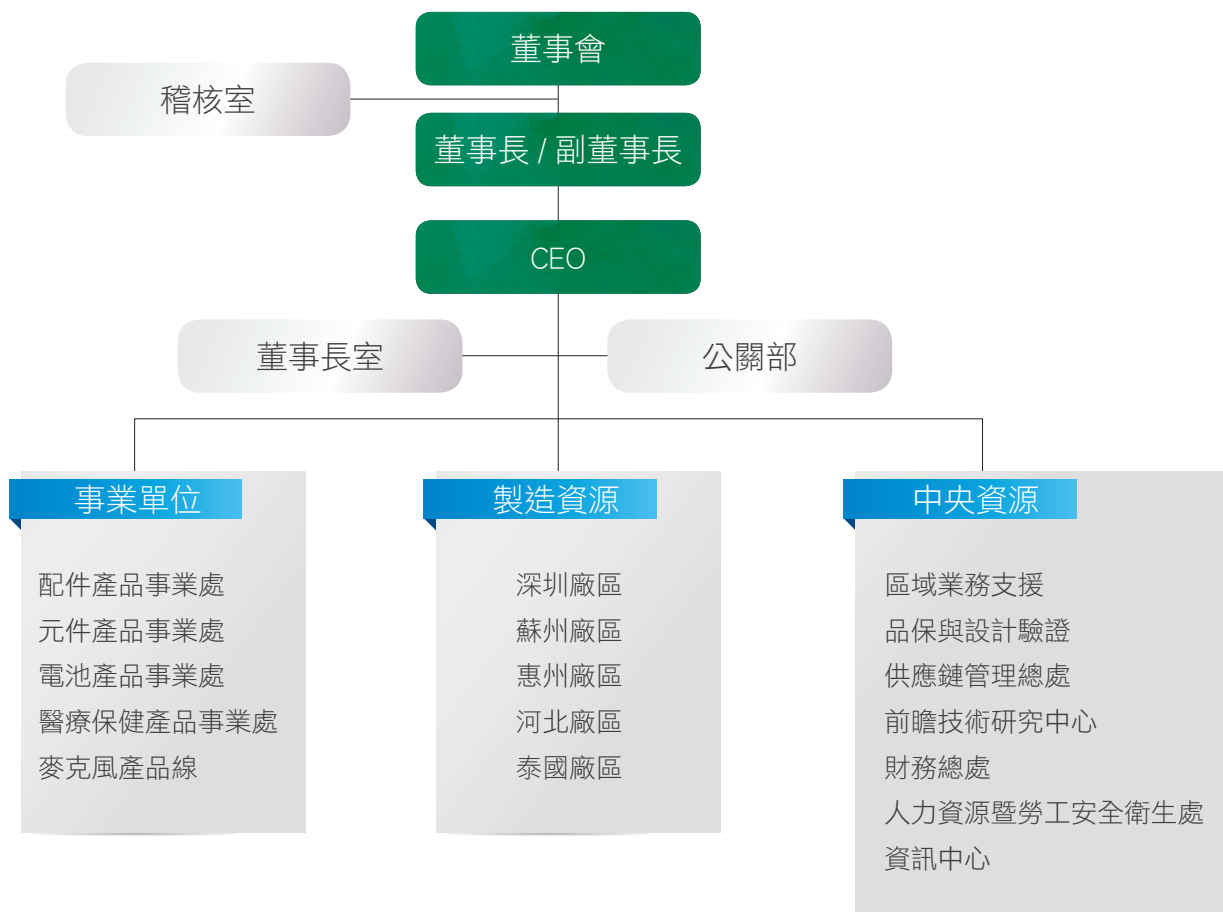 董事會
稽核室
董事長 / 副董事長
CEO
董事長室
公關部
事業單位
配件產品事業處
元件產品事業處
電池產品事業處
醫療保健產品事業處
麥克風產品線
製造資源
深圳廠區
蘇州廠區
惠州廠區
河北廠區
泰國廠區
中央資源
區域業務支援
品保與設計驗證
供應鏈管理總處
前瞻技術研究中心
財務總處
人力資源暨勞工安全衛生處
資訊中心